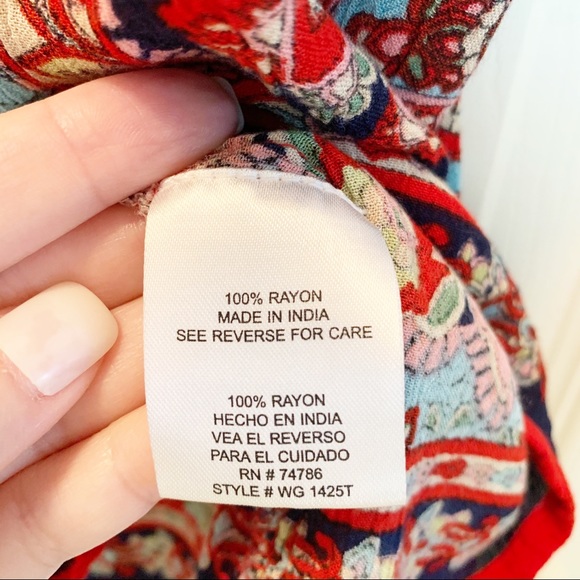 100% RAYON
MADE IN INDIA
SEE REVERSE FOR CARE
100% RAYON
HECHO EN INDIA
VEA EL REVERSO
PARA EL CUIDADO
RN # 74786
STYLE # WG 1425T